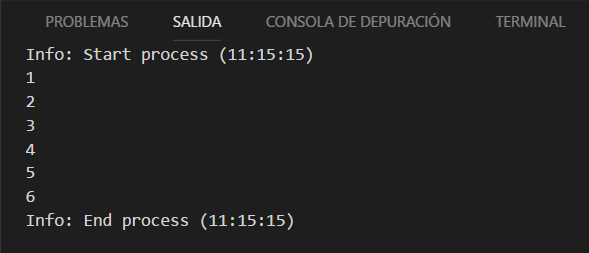 PROBLEMAS SALIDA CONSOLA DE DEPURACIÓN TERMINAL
Info: Start process (11:15:15)
1
2
3
4
5
6
Info: End process (11:15:15)